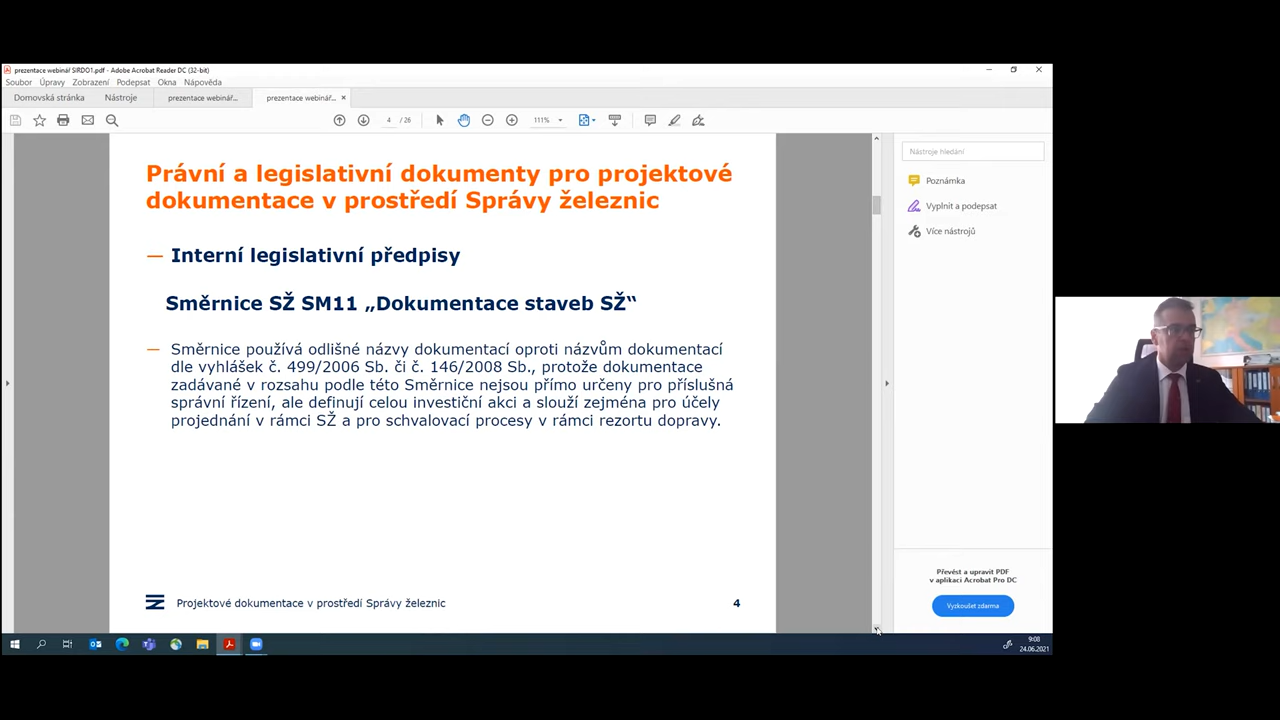 prezentace webinář SIRDO1.pdf - Adobe Acrobat Reader DC (32-bit)
Soubor Úpravy Zobrazení Podepsat Okna Nápověda
Domovská stránka Nástroje prezentace webinář... prezentace webinář... ×
4 / 26 111%
Nástroje hledání
Poznámka
Vyplnit a podepsat
Více nástrojů
Právní a legislativní dokumenty pro projektové
dokumentace v prostředí Správy železnic
— Interní legislativní předpisy
Směrnice SŽ SM11 „Dokumentace staveb SŽ“
— Směrnice používá odlišné názvy dokumentací oproti názvům dokumentací
dle vyhlášek č. 499/2006 Sb. či č. 146/2008 Sb., protože dokumentace
zadávané v rozsahu podle této Směrnice nejsou přímo určeny pro příslušná
správní řízení, ale definují celou investiční akci a slouží zejména pro účely
projednání v rámci SŽ a pro schvalovací procesy v rámci rezortu dopravy.
Projektové dokumentace v prostředí Správy železnic 4
Převést a upravit PDF
v aplikaci Acrobat Pro DC
Vyzkoušet zdarma
9:08
24.06.2021